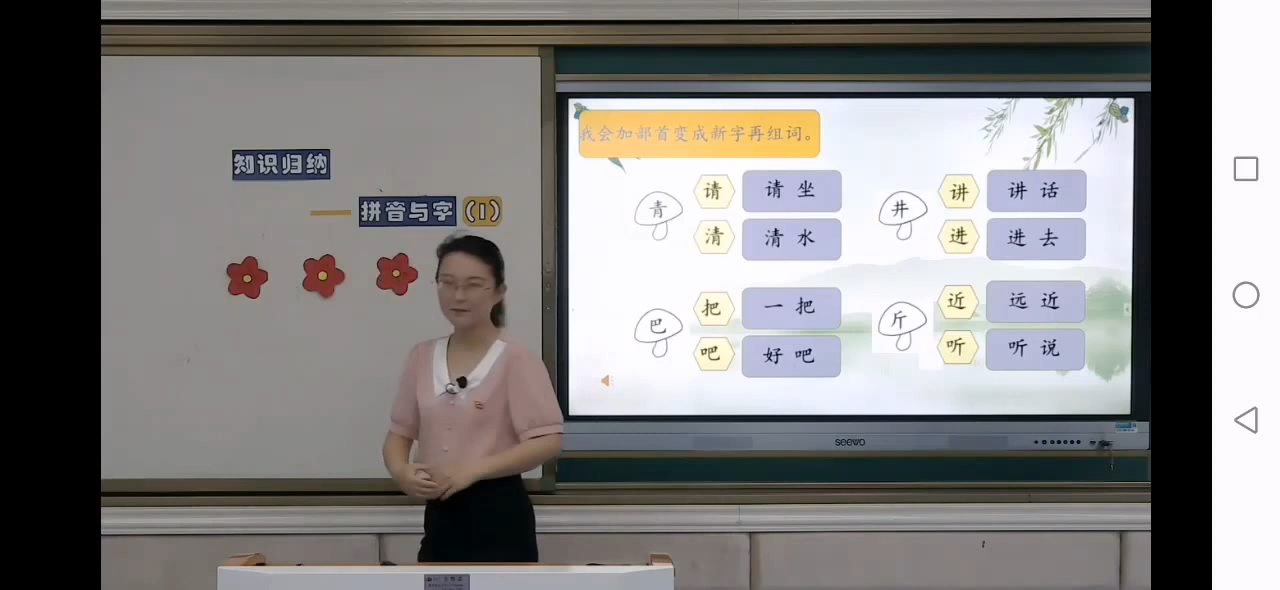 知识归纳
拼音与字(1)
我会加部首变成新字再组词。
青 请 请坐
清 清水
井 讲 讲话
进 进去
巴 把 一把
吧 好吧
斤 近 远近
听 听说
seewo